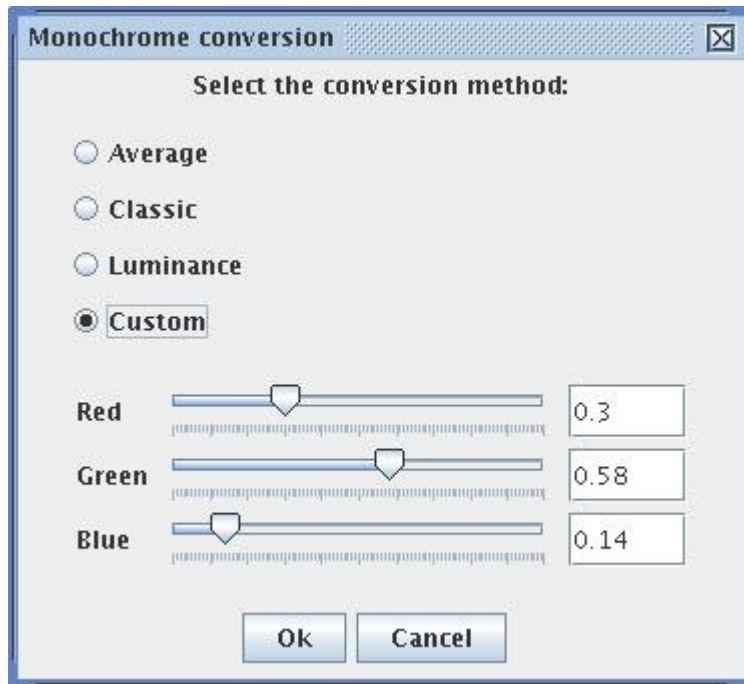 Monochrome conversion
Select the conversion method:
Average
Classic
Luminance
Custom
Red 0.3
Green 0.58
Blue 0.14
Ok Cancel